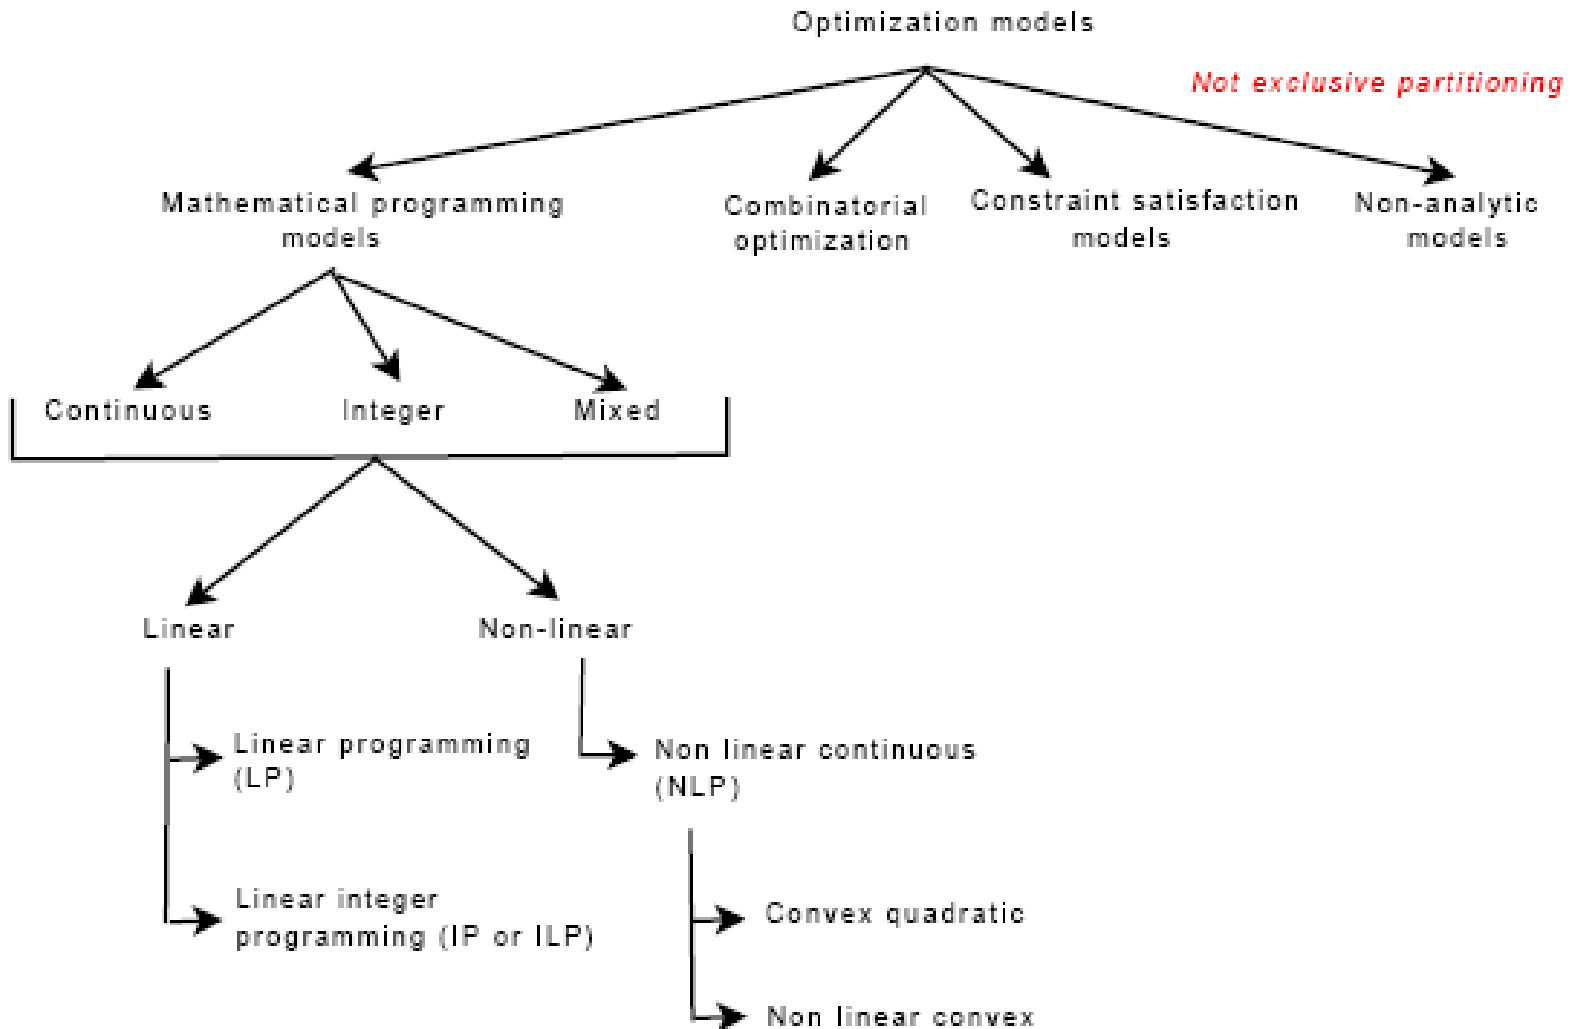 Optimization models
Not exclusive partitioning
Mathematical programming
models
Combinatorial
optimization
Constraint satisfaction
models
Non-analytic
models
Continuous
Integer
Mixed
Linear
Non-linear
Linear programming
(LP)
Non linear continuous
(NLP)
Linear integer
programming (IP or ILP)
Convex quadratic
Non linear convex